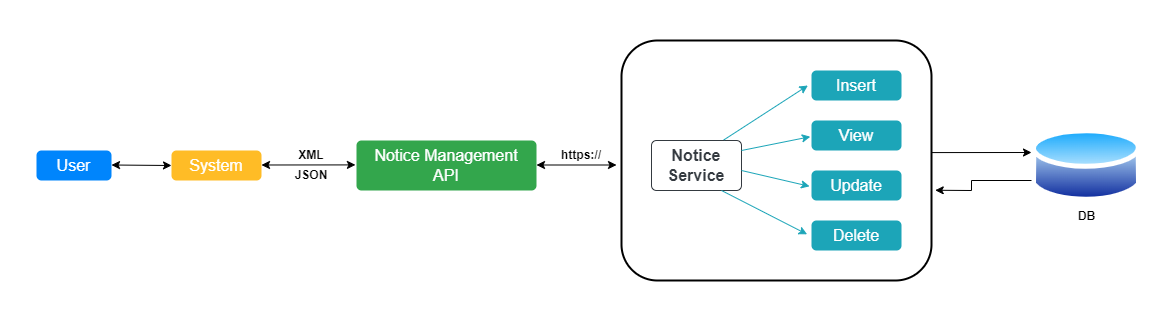 User
System
XML
JSON
Notice Management
API
https://
Notice
Service
Insert
View
Update
Delete
DB